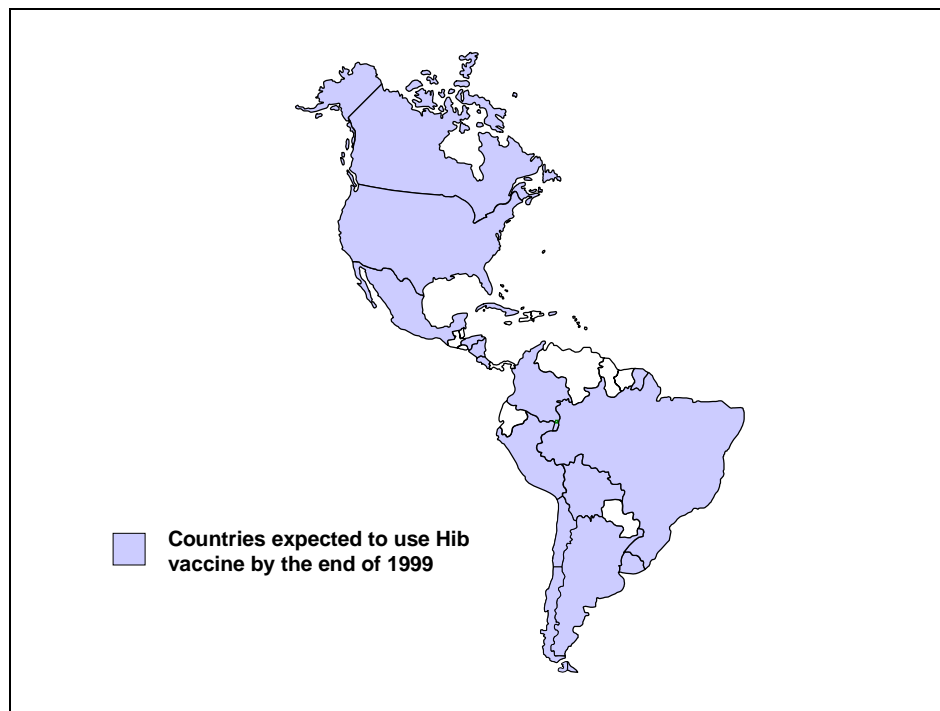 Countries expected to use Hib
vaccine by the end of 1999